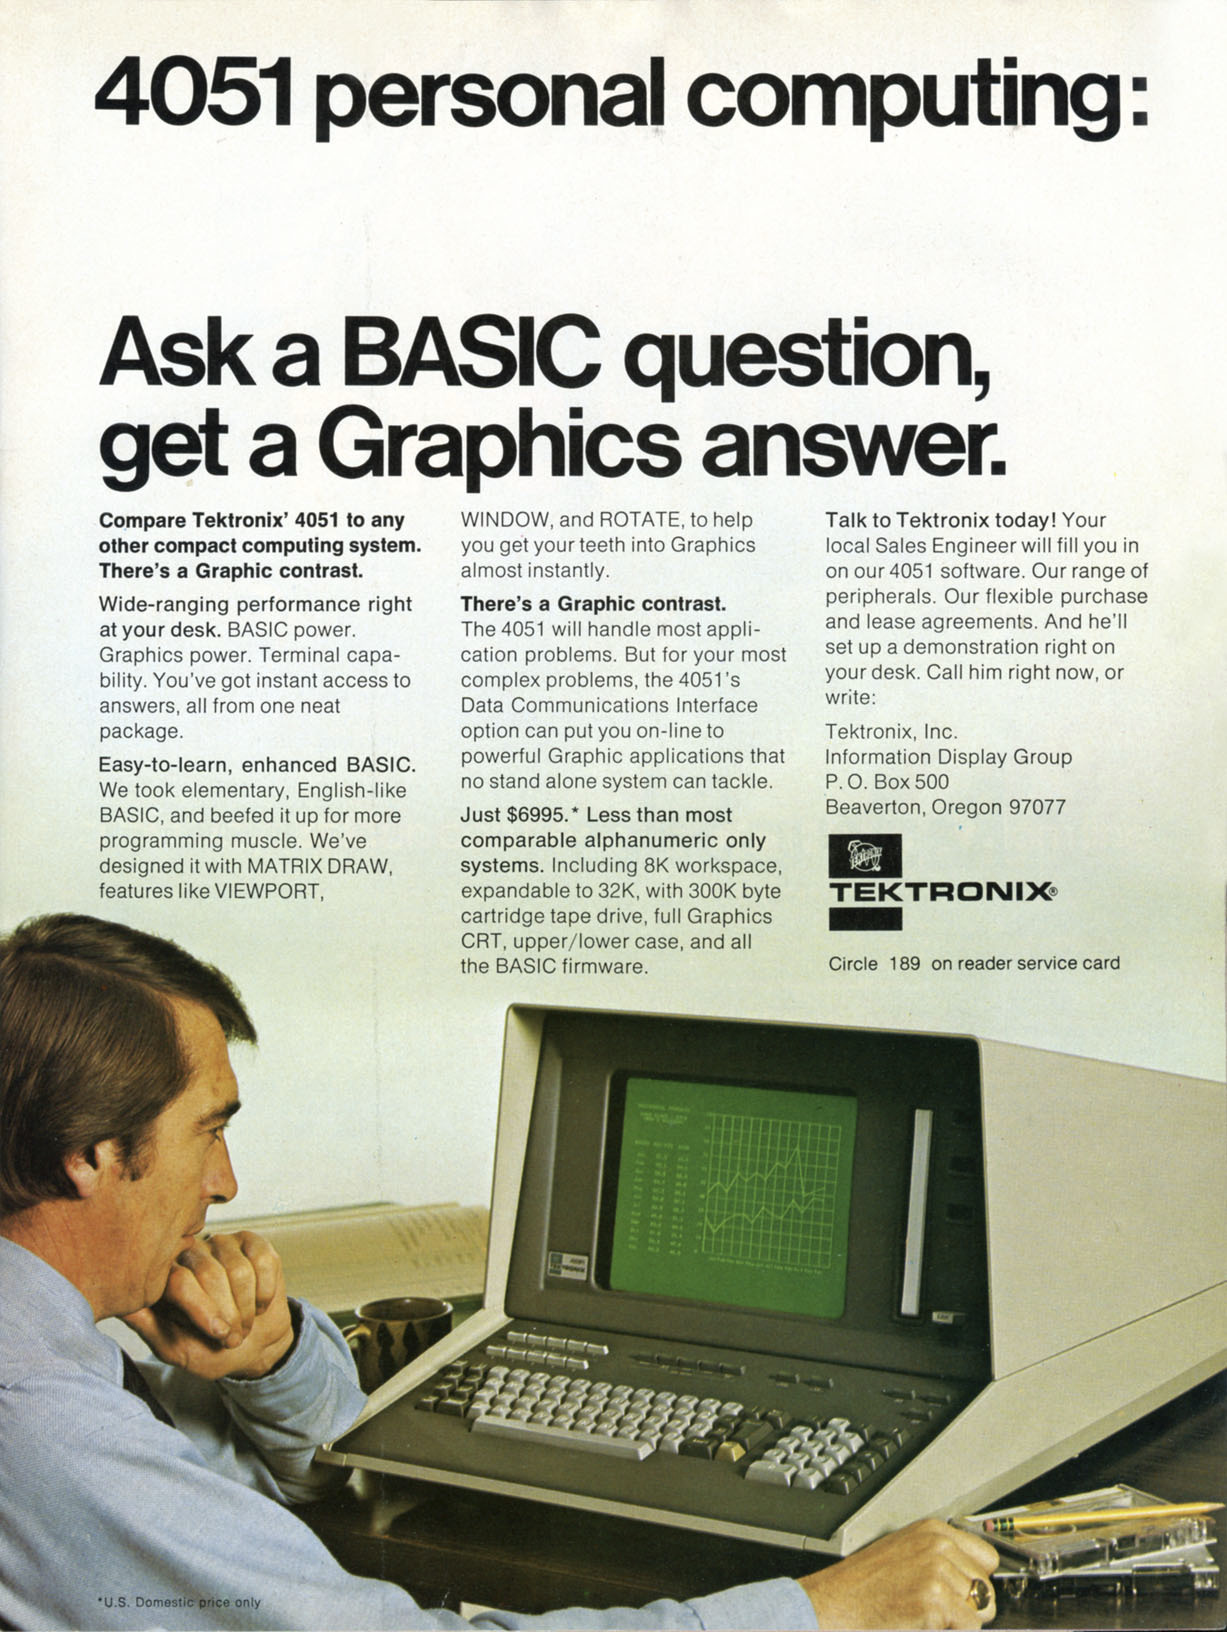 4051 personal computing:
Ask a BASIC question,
get a Graphics answer.
Compare Tektronix' 4051 to any
other compact computing system.
There's a Graphic contrast.
Wide-ranging performance right
at your desk. BASIC power.
Graphics power. Terminal capa-
bility. You've got instant access to
answers, all from one neat
package.
Easy-to-learn, enhanced BASIC.
We took elementary, English-like
BASIC, and beefed it up for more
programming muscle. We've
designed it with MATRIX DRAW,
features like VIEWPORT,
WINDOW, and ROTATE, to help
you get your teeth into Graphics
almost instantly.
There's a Graphic contrast.
The 4051 will handle most appli-
cation problems. But for your most
complex problems, the 4051's
Data Communications Interface
option can put you on-line to
powerful Graphic applications that
no stand alone system can tackle.
Just $6995.* Less than most
comparable alphanumeric only
systems. Including 8K workspace,
expandable to 32K, with 300K byte
cartridge tape drive, full Graphics
CRT, upper/lower case, and all
the BASIC firmware.
Talk to Tektronix today! Your
local Sales Engineer will fill you in
on our 4051 software. Our range of
peripherals. Our flexible purchase
and lease agreements. And he'll
set up a demonstration right on
your desk. Call him right now, or
write:
Tektronix, Inc.
Information Display Group
P. O. Box 500
Beaverton, Oregon 97077
TEKTRONIX®
Circle 189 on reader service card
*U.S. Domestic price only